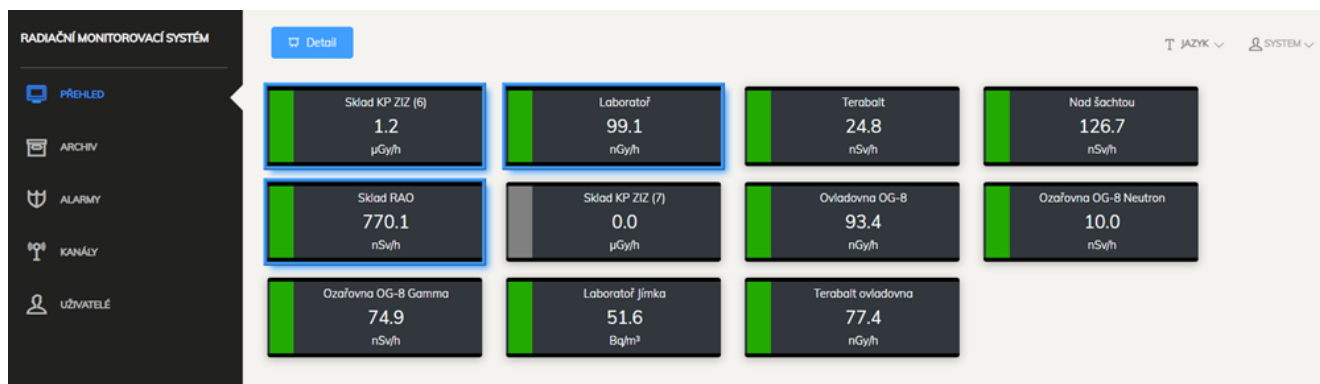 RADIAČNÍ MONITOROVACÍ SYSTÉM
PŘEHLED
ARCHIV
ALARMY
KANÁLY
UŽIVATELÉ
Detail
JAZYK
SYSTEM
Sklad KP ZIZ (6)
1.2
µGy/h
Laboratoř
99.1
nGy/h
Terabalt
24.8
nSv/h
Nad šachtou
126.7
nSv/h
Sklad RAO
770.1
nSv/h
Sklad KP ZIZ (7)
0.0
µGy/h
Ovladovna OG-8
93.4
nGy/h
Ozařovna OG-8 Neutron
10.0
nSv/h
Ozařovna OG-8 Gamma
74.9
nSv/h
Laboratoř Jímka
51.6
Bq/m³
Terabalt ovladovna
77.4
nGy/h